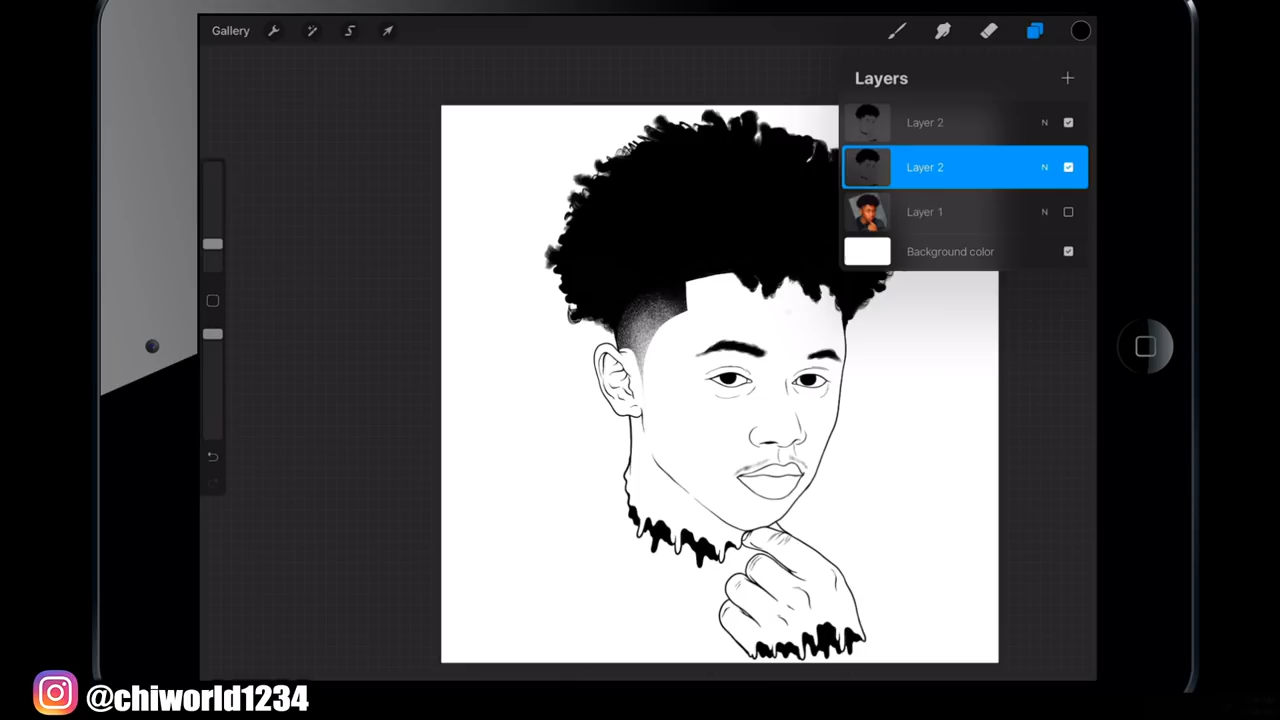 Gallery
Layers
Layer 2 N
Layer 2 N
Layer 1 N
Background color
@chiworld1234